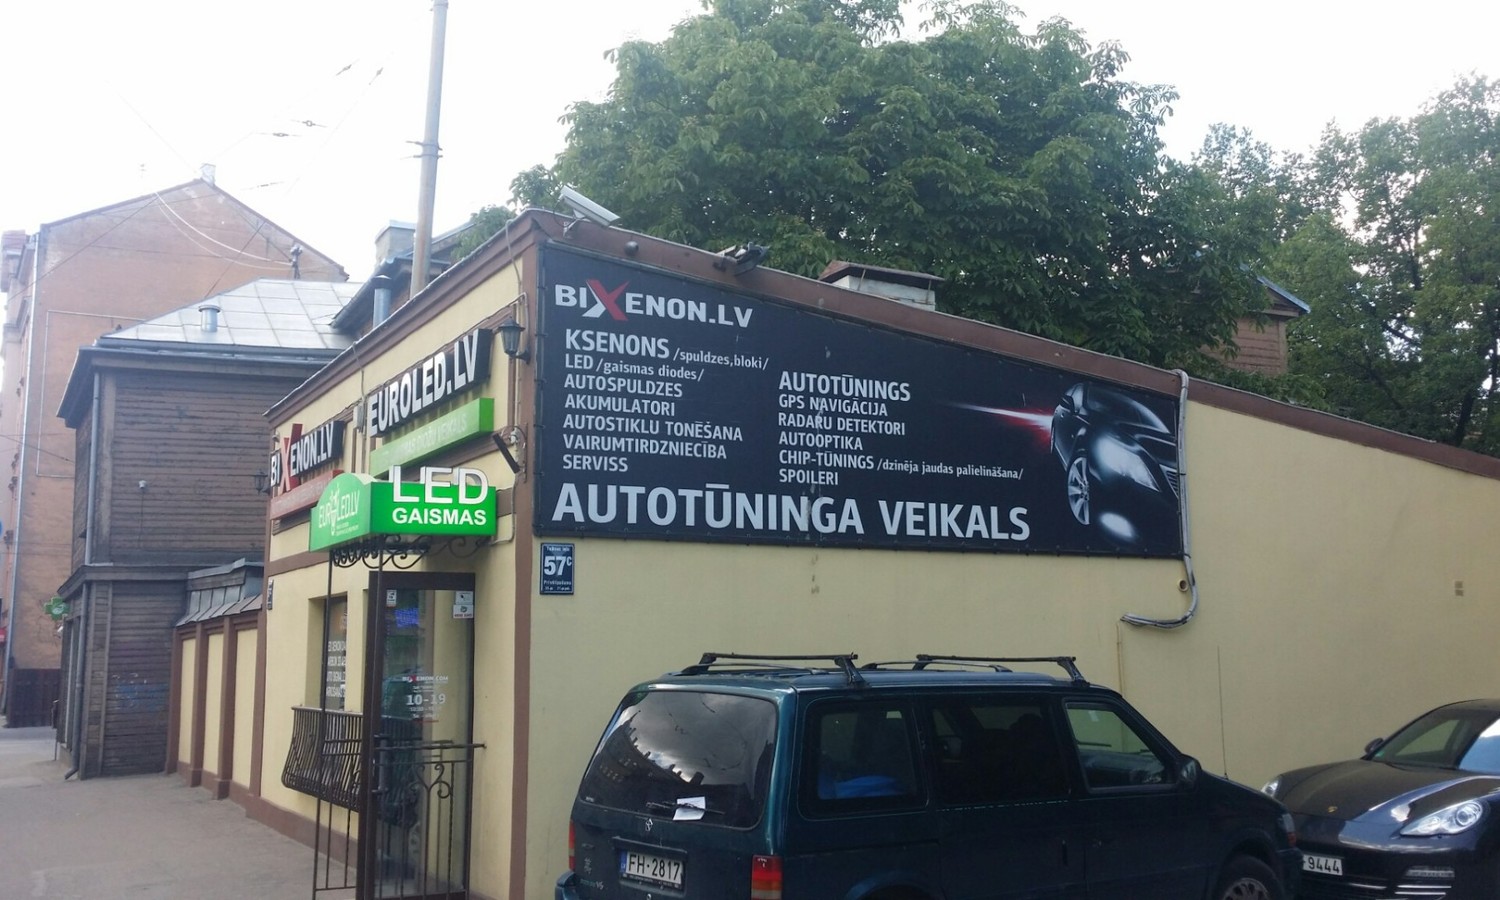 BIXENON.LV
KSENONS /spuldzes,bloki/
LED /gaismas diodes/
AUTOSPULDZES
AKUMULATORI
AUTOSTIKLU TONĒŠANA
VAIRUMTIRDZNIECĪBA
SERVISS
AUTOTŪNINGS
GPS NAVIGĀCIJA
RADARU DETEKTORI
AUTOOPTIKA
CHIP-TŪNINGS /dzinēja jaudas palielināšana/
SPOILERI
AUTOTŪNINGA VEIKALS
EUROLED.LV
BIXENON.LV
LED
GAISMAS
57C
10-19
FH-2817
9444